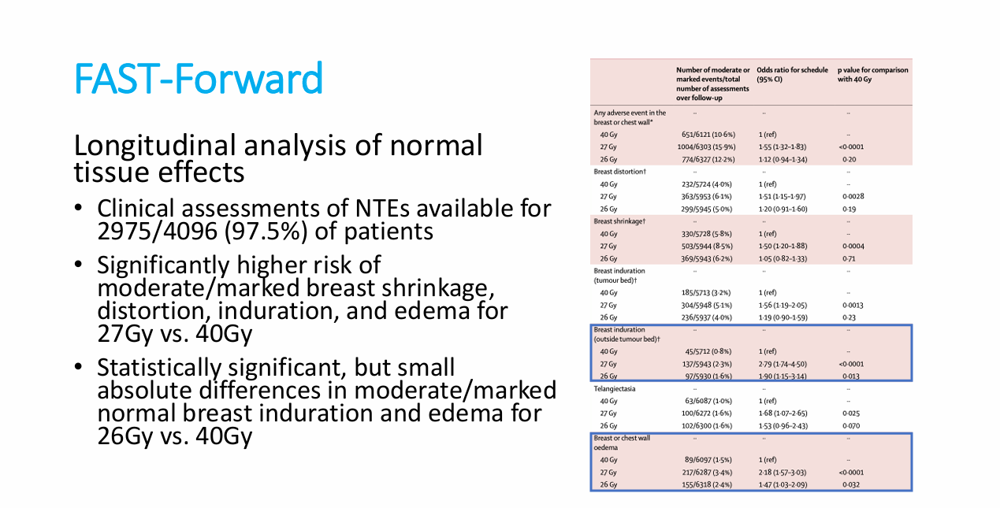 FAST-Forward
Longitudinal analysis of normal
tissue effects
• Clinical assessments of NTEs available for
2975/4096 (97.5%) of patients
• Significantly higher risk of
moderate/marked breast shrinkage,
distortion, induration, and edema for
27Gy vs. 40Gy
• Statistically significant, but small
absolute differences in moderate/marked
normal breast induration and edema for
26Gy vs. 40Gy
Number of moderate or marked events/total number of assessments over follow-up Odds ratio for schedule (95% CI) p value for comparison with 40 Gy
Any adverse event in the breast or chest wall* ·· ·· ··
40 Gy 651/6121 (10·6%) 1 (ref) ··
27 Gy 1004/6303 (15·9%) 1·55 (1·32–1·83) <0·0001
26 Gy 774/6327 (12·2%) 1·12 (0·94–1·34) 0·20
Breast distortion† ·· ·· ··
40 Gy 232/5724 (4·0%) 1 (ref) ··
27 Gy 363/5953 (6·1%) 1·51 (1·15–1·97) 0·0028
26 Gy 299/5945 (5·0%) 1·20 (0·91–1·60) 0·19
Breast shrinkage† ·· ·· ··
40 Gy 330/5728 (5·8%) 1 (ref) ··
27 Gy 503/5944 (8·5%) 1·50 (1·20–1·88) 0·0004
26 Gy 369/5943 (6·2%) 1·05 (0·82–1·33) 0·71
Breast induration (tumour bed)† ·· ·· ··
40 Gy 185/5713 (3·2%) 1 (ref) ··
27 Gy 304/5948 (5·1%) 1·56 (1·19–2·05) 0·0013
26 Gy 236/5937 (4·0%) 1·19 (0·90–1·59) 0·23
Breast induration (outside tumour bed)† ·· ·· ··
40 Gy 45/5712 (0·8%) 1 (ref) ··
27 Gy 137/5943 (2·3%) 2·79 (1·74–4·50) <0·0001
26 Gy 97/5930 (1·6%) 1·90 (1·15–3·14) 0·013
Telangiectasia ·· ·· ··
40 Gy 63/6087 (1·0%) 1 (ref) ··
27 Gy 100/6272 (1·6%) 1·68 (1·07–2·65) 0·025
26 Gy 102/6300 (1·6%) 1·53 (0·96–2·43) 0·070
Breast or chest wall oedema ·· ·· ··
40 Gy 89/6097 (1·5%) 1 (ref) ··
27 Gy 217/6287 (3·4%) 2·18 (1·57–3·03) <0·0001
26 Gy 155/6318 (2·4%) 1·47 (1·03–2·09) 0·032